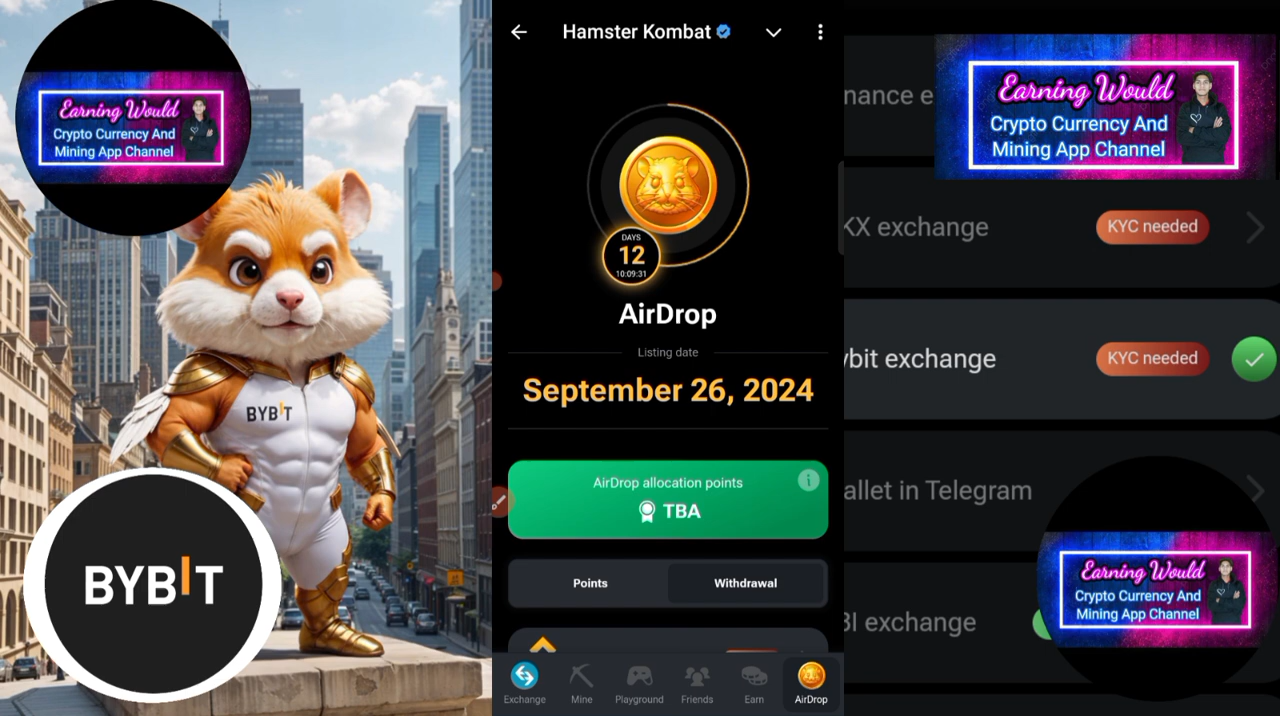 Earning Would
Crypto Currency And
Mining App Channel
BYBIT
BYBIT
Hamster Kombat
DAYS
12
10:09:31
AirDrop
Listing date
September 26, 2024
AirDrop allocation points
TBA
Points
Withdrawal
Exchange
Mine
Playground
Friends
Earn
AirDrop
nance e
Earning Would
Crypto Currency And
Mining App Channel
KX exchange
KYC needed
ybit exchange
KYC needed
allet in Telegram
BI exchange
Earning Would
Crypto Currency And
Mining App Channel